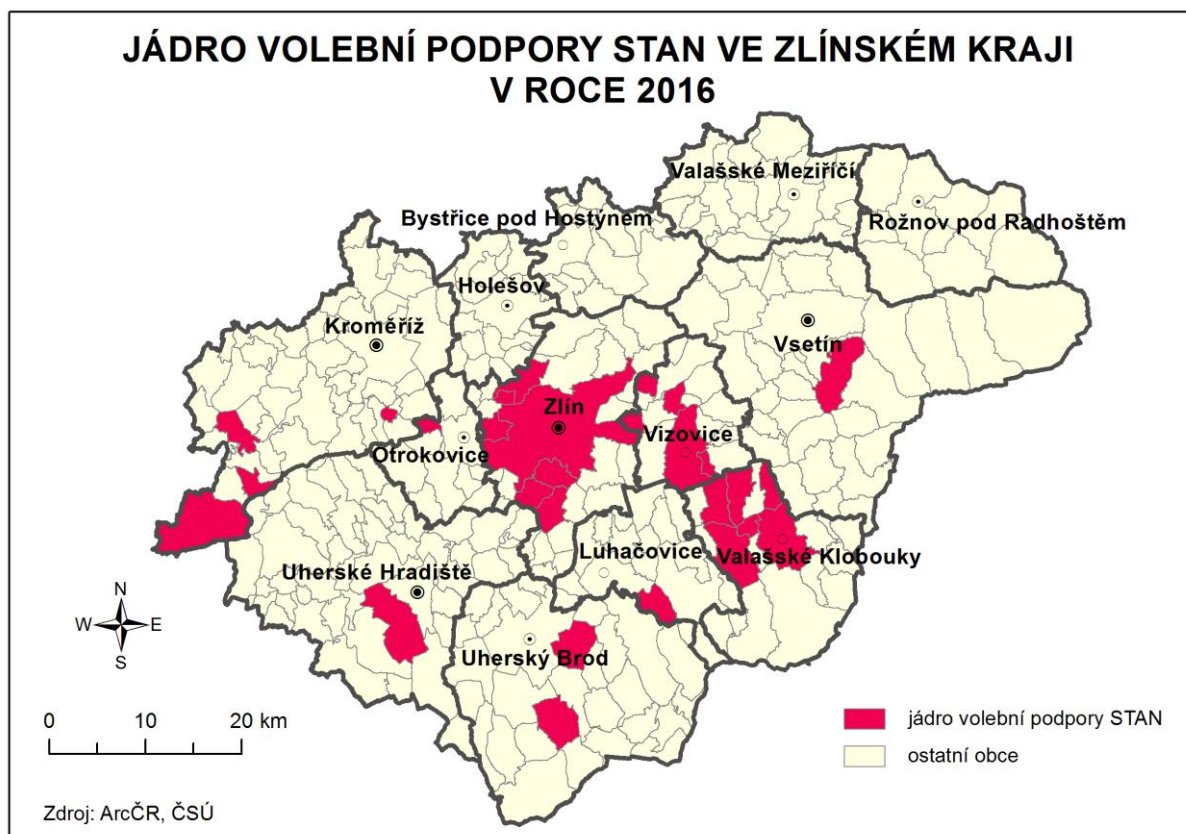 JÁDRO VOLEBNÍ PODPORY STAN VE ZLÍNSKÉM KRAJI
V ROCE 2016
Valašské Meziříčí
Bystřice pod Hostýnem
Rožnov pod Radhoštěm
Holešov
Kroměříž
Vsetín
Zlín
Vizovice
Otrokovice
Luhačovice
Valašské Klobouky
Uherské Hradiště
Uherský Brod
N
W E
S
0 10 20 km
jádro volební podpory STAN
ostatní obce
Zdroj: ArcČR, ČSÚ